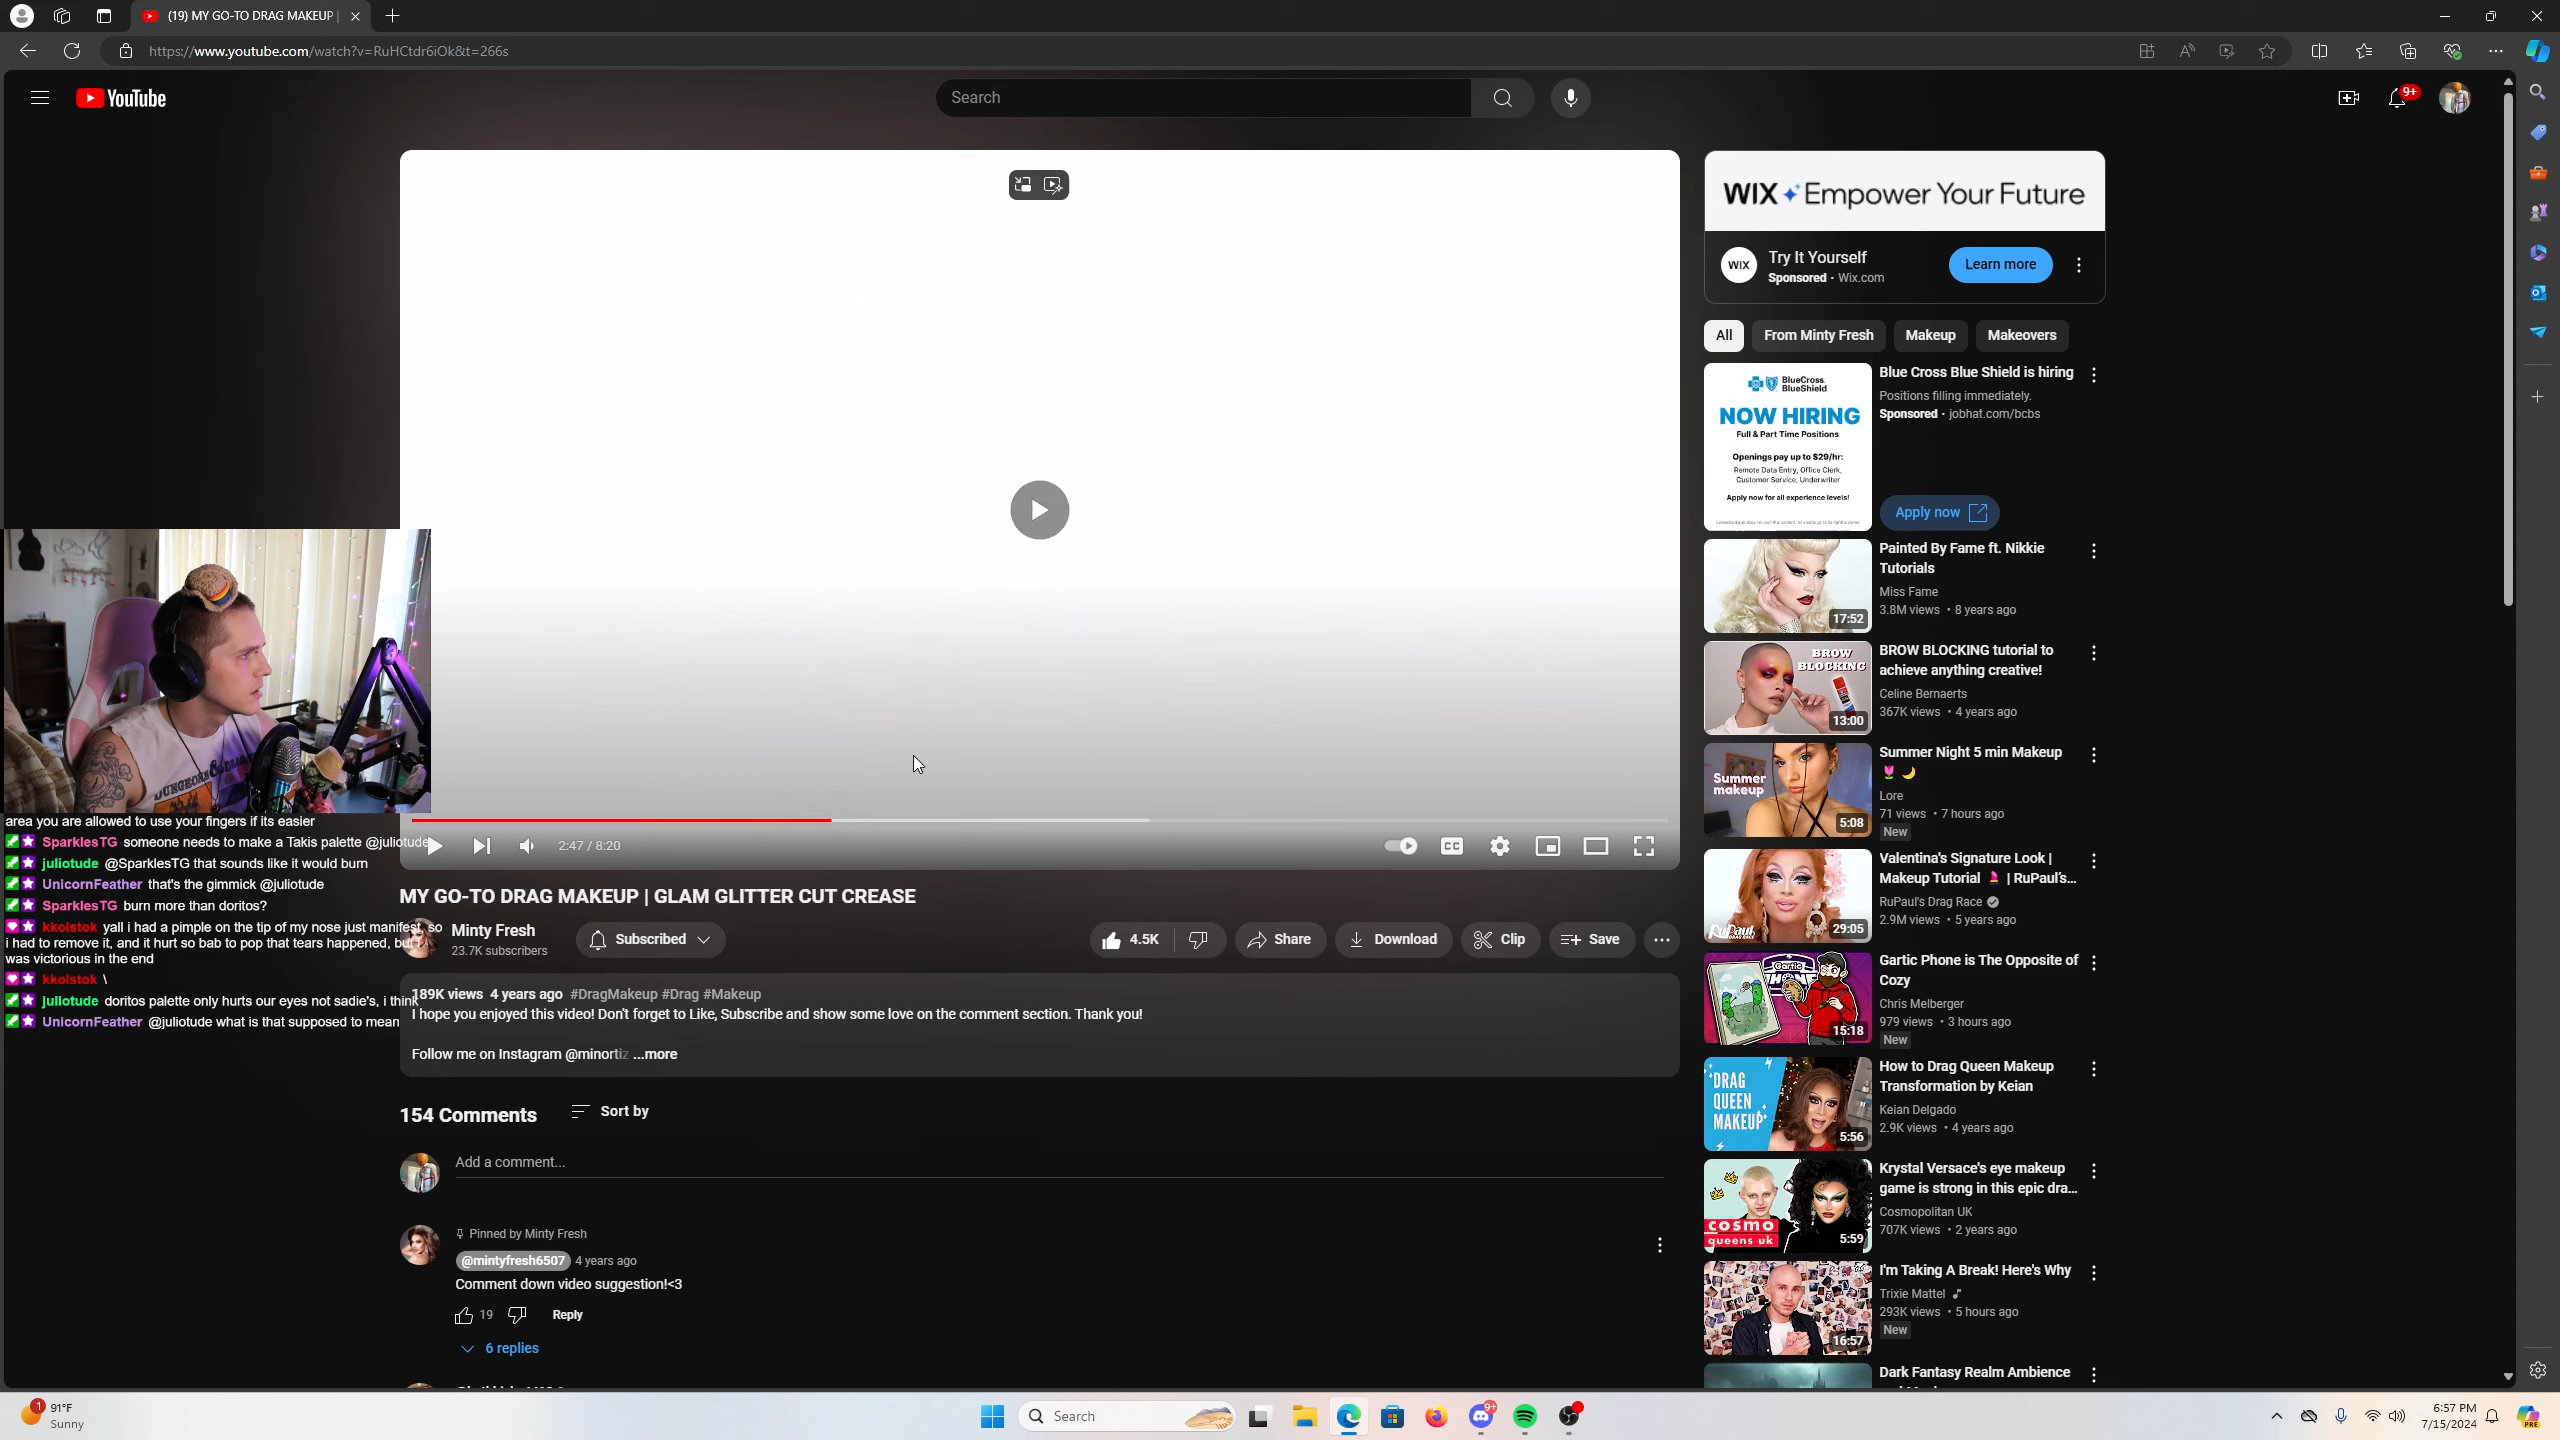 (19) MY GO-TO DRAG MAKEUP |
https://www.youtube.com/watch?v=RuHCtdr6iOk&t=266s
YouTube
Search
9+
WIX Empower Your Future
WIX
Try It Yourself
Sponsored · Wix.com
Learn more
All
From Minty Fresh
Makeup
Makeovers
BlueCross
BlueShield
NOW HIRING
Full & Part Time Positions
Openings pay up to $29/hr:
Remote Data Entry, Office Clerk,
Customer Service, Underwriter
Apply now for all experience levels!
Blue Cross Blue Shield is hiring
Positions filling immediately.
Sponsored · jobhat.com/bcbs
Apply now
17:52
Painted By Fame ft. Nikkie
Tutorials
Miss Fame
3.8M views • 8 years ago
BROW
BLOCKING
13:00
BROW BLOCKING tutorial to
achieve anything creative!
Celine Bernaerts
367K views • 4 years ago
Summer
makeup
5:08
Summer Night 5 min Makeup
🌷 🌙
Lore
71 views • 7 hours ago
New
RuPaul's
29:05
Valentina's Signature Look |
Makeup Tutorial 💄 | RuPaul's...
RuPaul's Drag Race
2.9M views • 5 years ago
Gartic
PHONE
15:18
Gartic Phone is The Opposite of
Cozy
Chris Melberger
979 views • 3 hours ago
New
DRAG
QUEEN
MAKEUP
5:56
How to Drag Queen Makeup
Transformation by Keian
Keian Delgado
2.9K views • 4 years ago
cosmo
queens uk
5:59
Krystal Versace's eye makeup
game is strong in this epic dra...
Cosmopolitan UK
707K views • 2 years ago
16:57
I'm Taking A Break! Here's Why
Trixie Mattel
293K views • 5 hours ago
New
Dark Fantasy Realm Ambience
DUNGEONS & DRAG
area you are allowed to use your fingers if its easier
SparklesTG someone needs to make a Takis palette @juliotude
juliotude @SparklesTG that sounds like it would burn
UnicornFeather that's the gimmick @juliotude
SparklesTG burn more than doritos?
kkolstok yall i had a pimple on the tip of my nose just manifest, so
i had to remove it, and it hurt so bab to pop that tears happened, but i
was victorious in the end
kkolstok \
juliotude doritos palette only hurts our eyes not sadie's, i think
UnicornFeather @juliotude what is that supposed to mean
2:47 / 8:20
CC
MY GO-TO DRAG MAKEUP | GLAM GLITTER CUT CREASE
Minty Fresh
23.7K subscribers
Subscribed
4.5K
Share
Download
Clip
Save
189K views 4 years ago #DragMakeup #Drag #Makeup
I hope you enjoyed this video! Don't forget to Like, Subscribe and show some love on the comment section. Thank you!
Follow me on Instagram @minortiz ...more
154 Comments
Sort by
Add a comment...
Pinned by Minty Fresh
@mintyfresh6507 4 years ago
Comment down video suggestion!<3
19
Reply
6 replies
1
91°F
Sunny
Search
9+
6:57 PM
7/15/2024
PRE